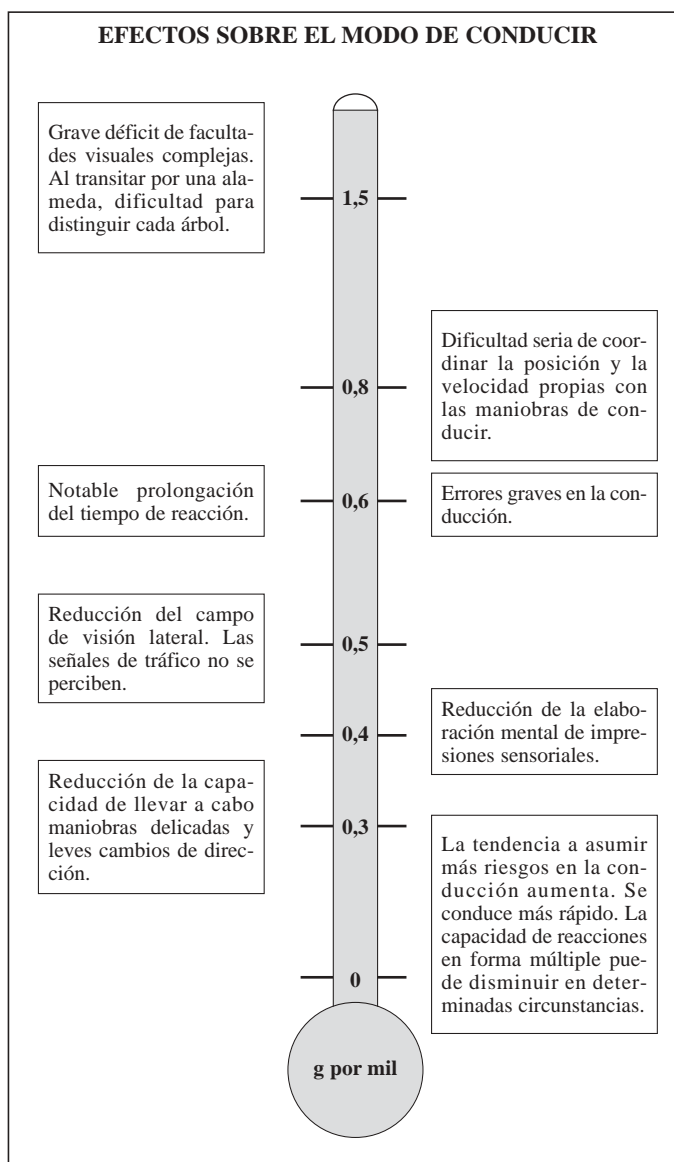 EFECTOS SOBRE EL MODO DE CONDUCIR
Grave déficit de faculta-
des visuales complejas.
Al transitar por una ala-
meda, dificultad para
distinguir cada árbol.
1,5
Dificultad seria de coor-
dinar la posición y la
velocidad propias con
las maniobras de con-
ducir.
0,8
Notable prolongación
del tiempo de reacción.
0,6
Errores graves en la con-
ducción.
Reducción del campo
de visión lateral. Las
señales de tráfico no se
perciben.
0,5
Reducción de la elabo-
ración mental de impre-
siones sensoriales.
0,4
Reducción de la capa-
cidad de llevar a cabo
maniobras delicadas y
leves cambios de direc-
ción.
0,3
La tendencia a asumir
más riesgos en la con-
ducción aumenta. Se
conduce más rápido. La
capacidad de reacciones
en forma múltiple pue-
de disminuir en deter-
minadas circunstancias.
0
g por mil